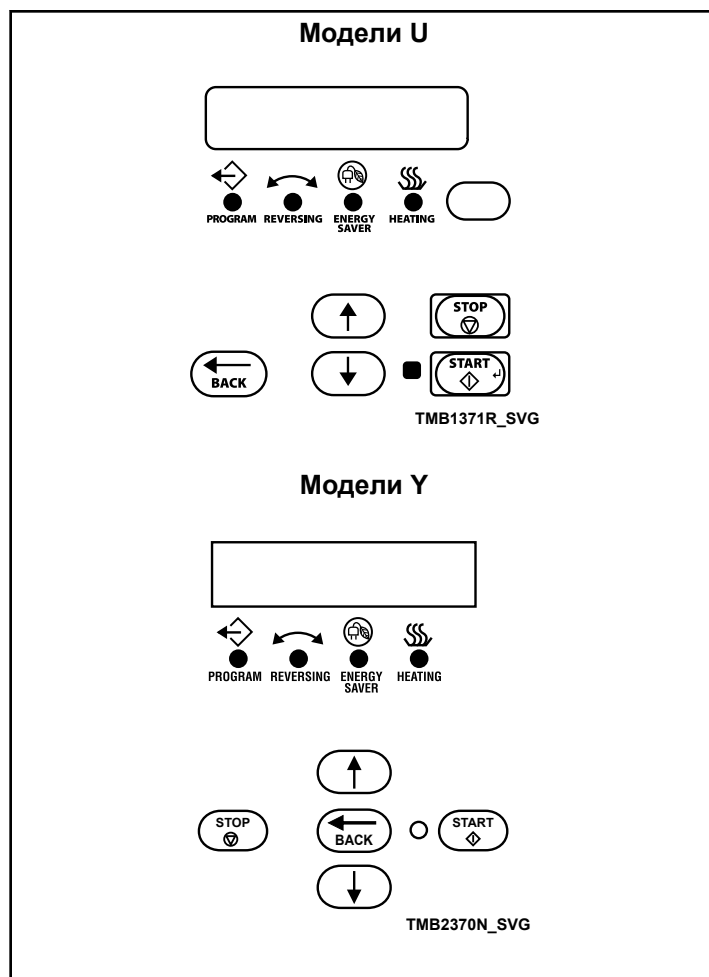 Модели U
PROGRAM REVERSING ENERGY SAVER HEATING
STOP
BACK START
TMB1371R_SVG
Модели Y
PROGRAM REVERSING ENERGY SAVER HEATING
STOP BACK START
TMB2370N_SVG